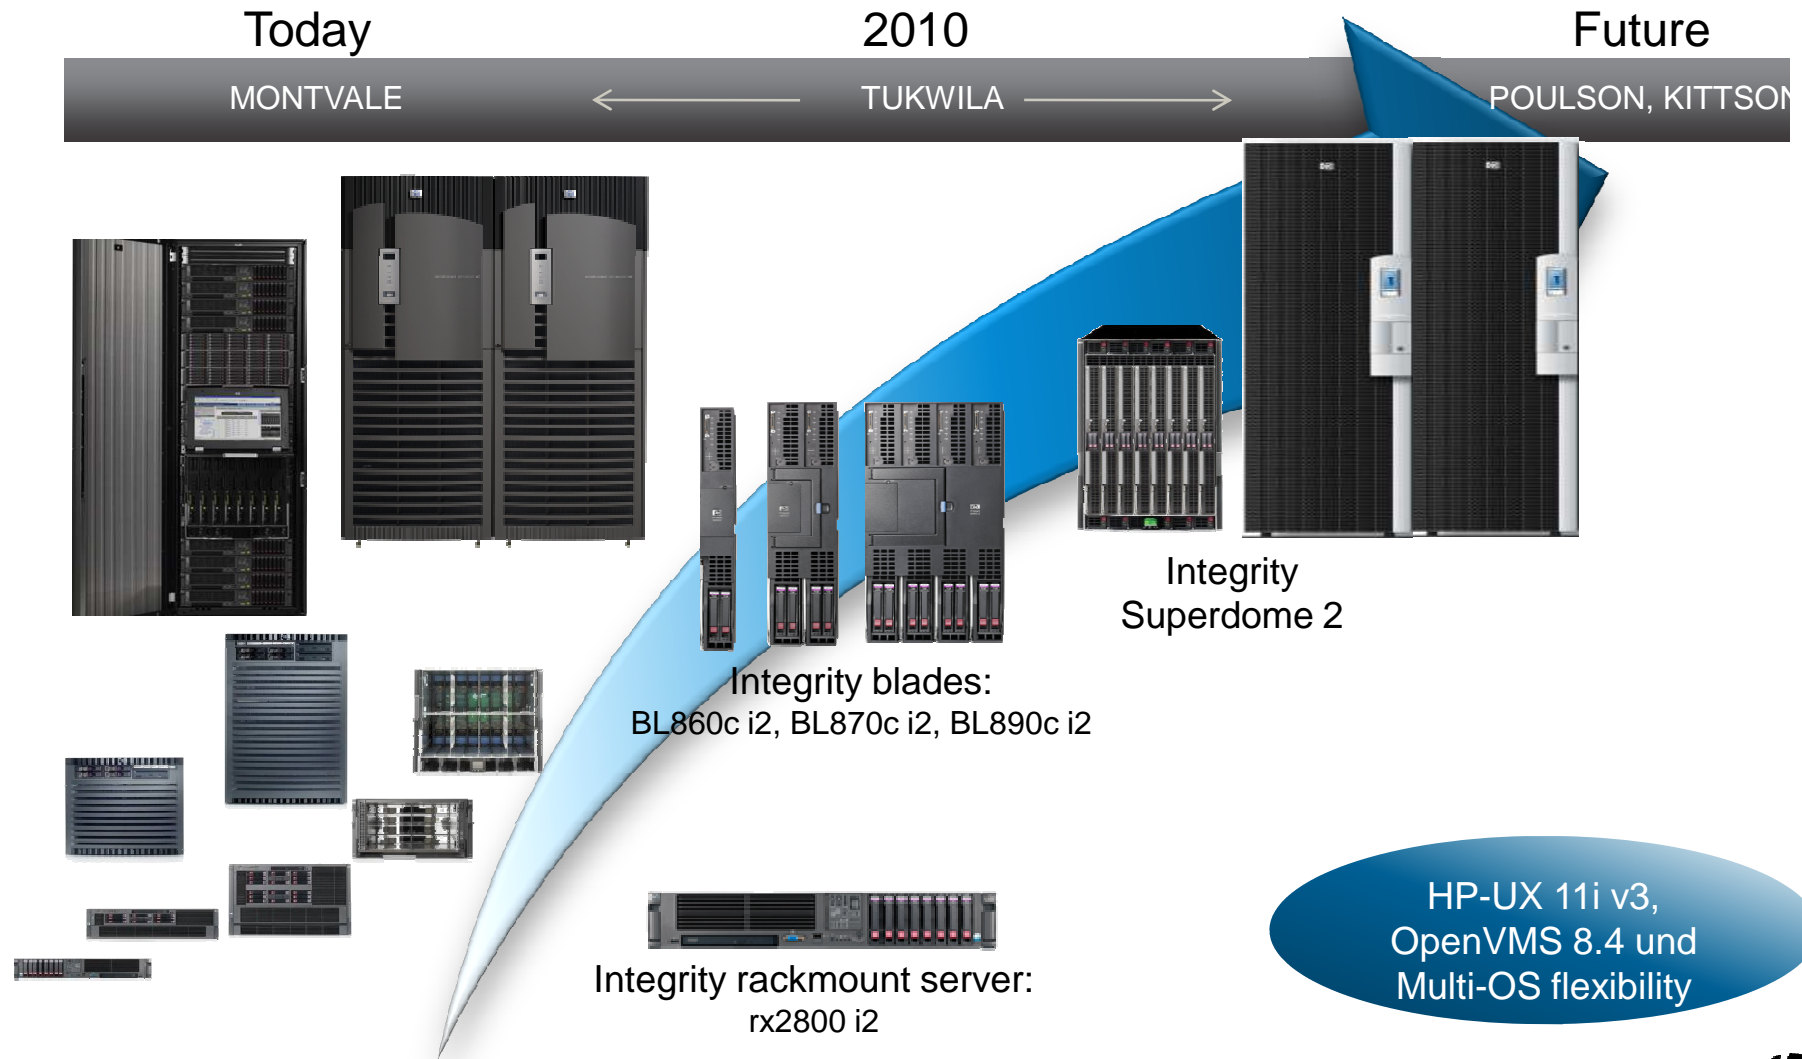 Today
2010
Future
MONTVALE
TUKWILA
POULSON, KITTSON
Integrity
Superdome 2
Integrity blades:
BL860c i2, BL870c i2, BL890c i2
Integrity rackmount server:
rx2800 i2
HP-UX 11i v3,
OpenVMS 8.4 und
Multi-OS flexibility